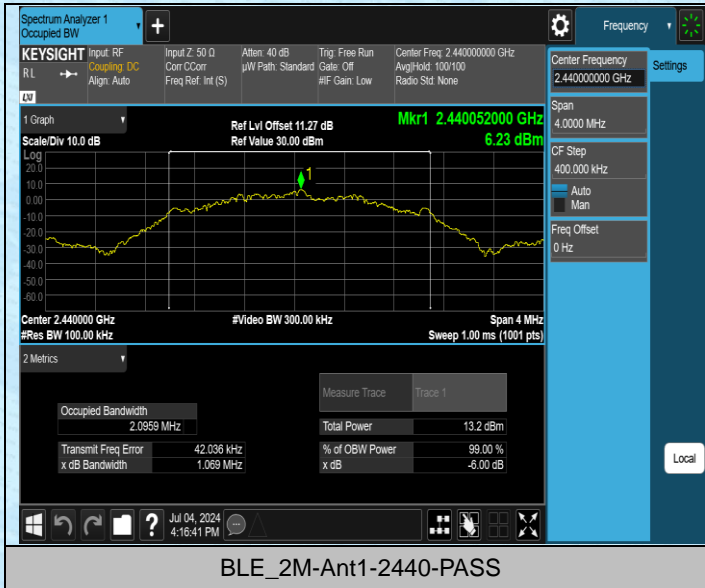 Spectrum Analyzer 1
Occupied BW
+
Frequency
KEYSIGHT
RL
LXI
Input: RF
Coupling: DC
Align: Auto
Input Z: 50 Ω
Corr CCorr
Freq Ref: Int (S)
Atten: 40 dB
µW Path: Standard
Trig: Free Run
Gate: Off
#IF Gain: Low
Center Freq: 2.440000000 GHz
Avg|Hold: 100/100
Radio Std: None
Center Frequency
2.440000000 GHz
Settings
Span
4.0000 MHz
CF Step
400.000 kHz
Auto
Man
Freq Offset
0 Hz
Local
1 Graph
Scale/Div 10.0 dB
Ref Lvl Offset 11.27 dB
Ref Value 30.00 dBm
Mkr1 2.440052000 GHz
6.23 dBm
Log
20.0
10.0
0.00
-10.0
-20.0
-30.0
-40.0
-50.0
-60.0
1
Center 2.440000 GHz
#Res BW 100.00 kHz
#Video BW 300.00 kHz
Span 4 MHz
Sweep 1.00 ms (1001 pts)
2 Metrics
Measure Trace Trace 1
Occupied Bandwidth
2.0959 MHz
Total Power 13.2 dBm
Transmit Freq Error 42.036 kHz
% of OBW Power 99.00 %
x dB Bandwidth 1.069 MHz
x dB -6.00 dB
?
Jul 04, 2024
4:16:41 PM
BLE_2M-Ant1-2440-PASS